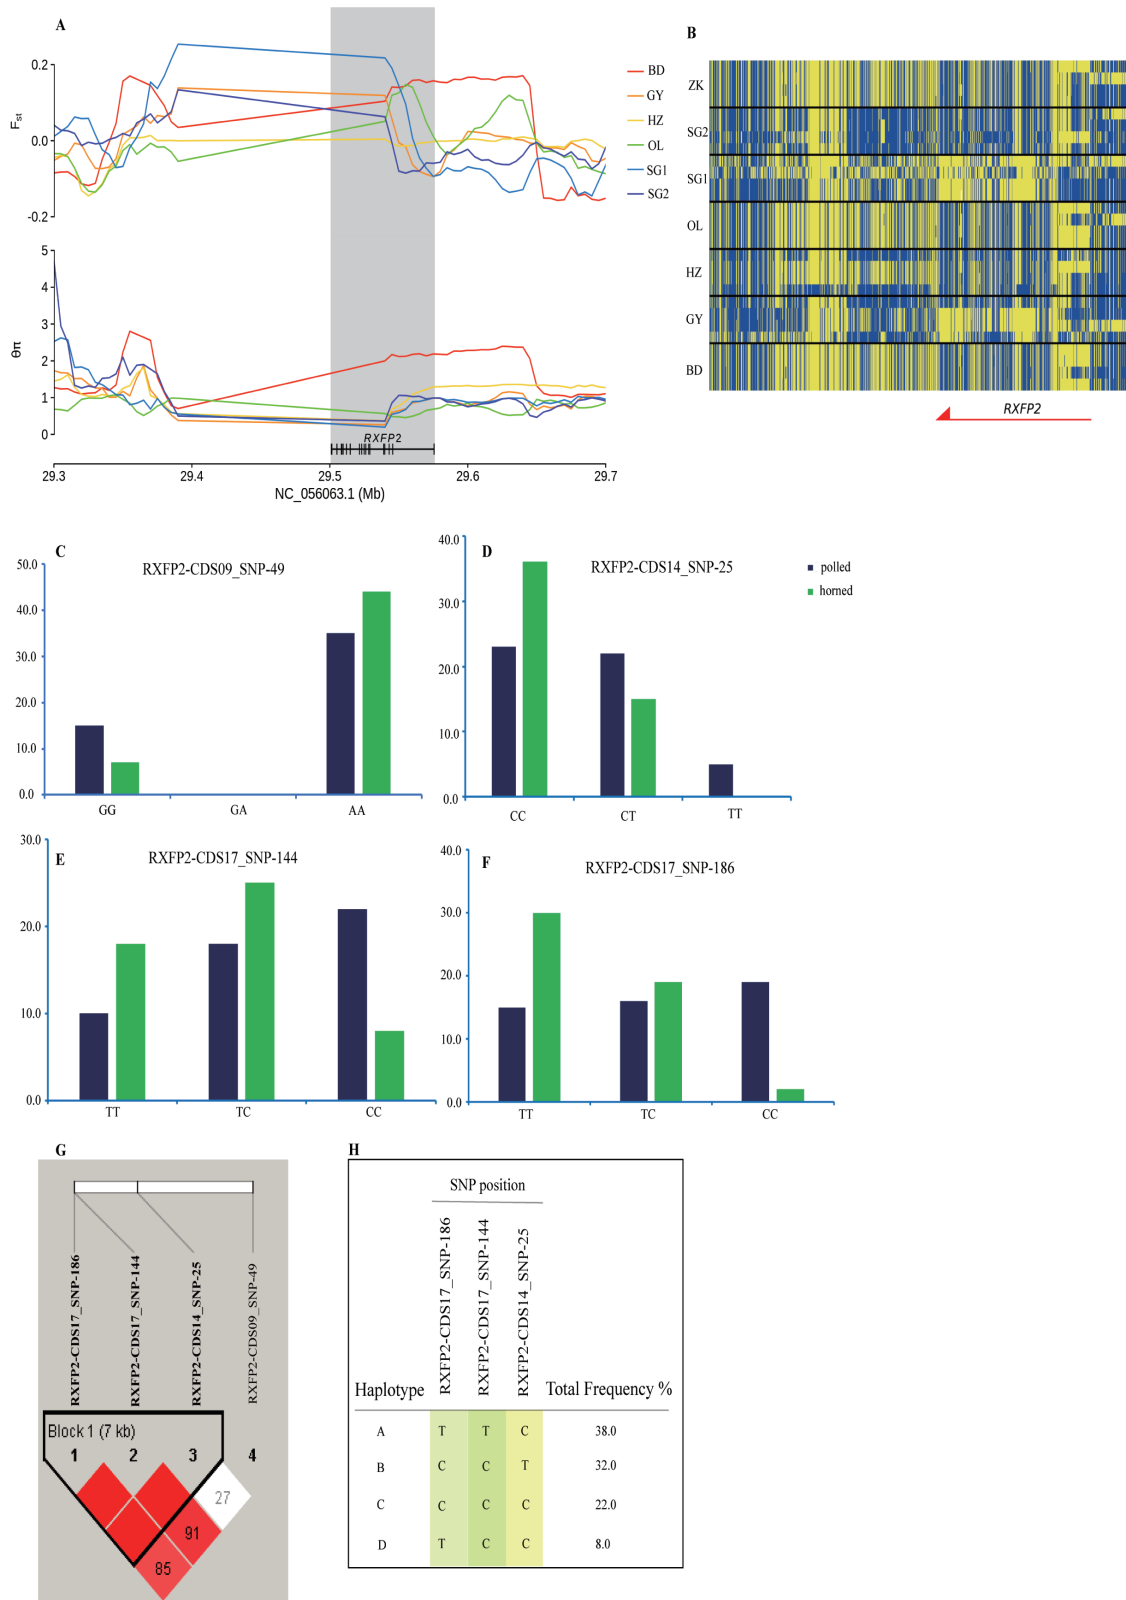 A
0.2
0.0
-0.2
Fst
BD
GY
HZ
OL
SG1
SG2
5
4
3
2
1
0
θπ
RXFP2
29.3 29.4 29.5 29.6 29.7
NC_056063.1 (Mb)
B
ZK
SG2
SG1
OL
HZ
GY
BD
RXFP2
C
RXFP2-CDS09_SNP-49
50.0
40.0
30.0
20.0
10.0
0.0
GG GA AA
D
RXFP2-CDS14_SNP-25
40.0
30.0
20.0
10.0
0.0
CC CT TT
polled
horned
E
RXFP2-CDS17_SNP-144
30.0
20.0
10.0
0.0
TT TC CC
F
RXFP2-CDS17_SNP-186
40.0
30.0
20.0
10.0
0.0
TT TC CC
G
RXFP2-CDS17_SNP-186
RXFP2-CDS17_SNP-144
RXFP2-CDS14_SNP-25
RXFP2-CDS09_SNP-49
Block 1 (7 kb)
1 2 3 4
27
91
85
H
SNP position
RXFP2-CDS17_SNP-186
RXFP2-CDS17_SNP-144
RXFP2-CDS14_SNP-25
Haplotype Total Frequency %
A T T C 38.0
B C C T 32.0
C C C C 22.0
D T C C 8.0